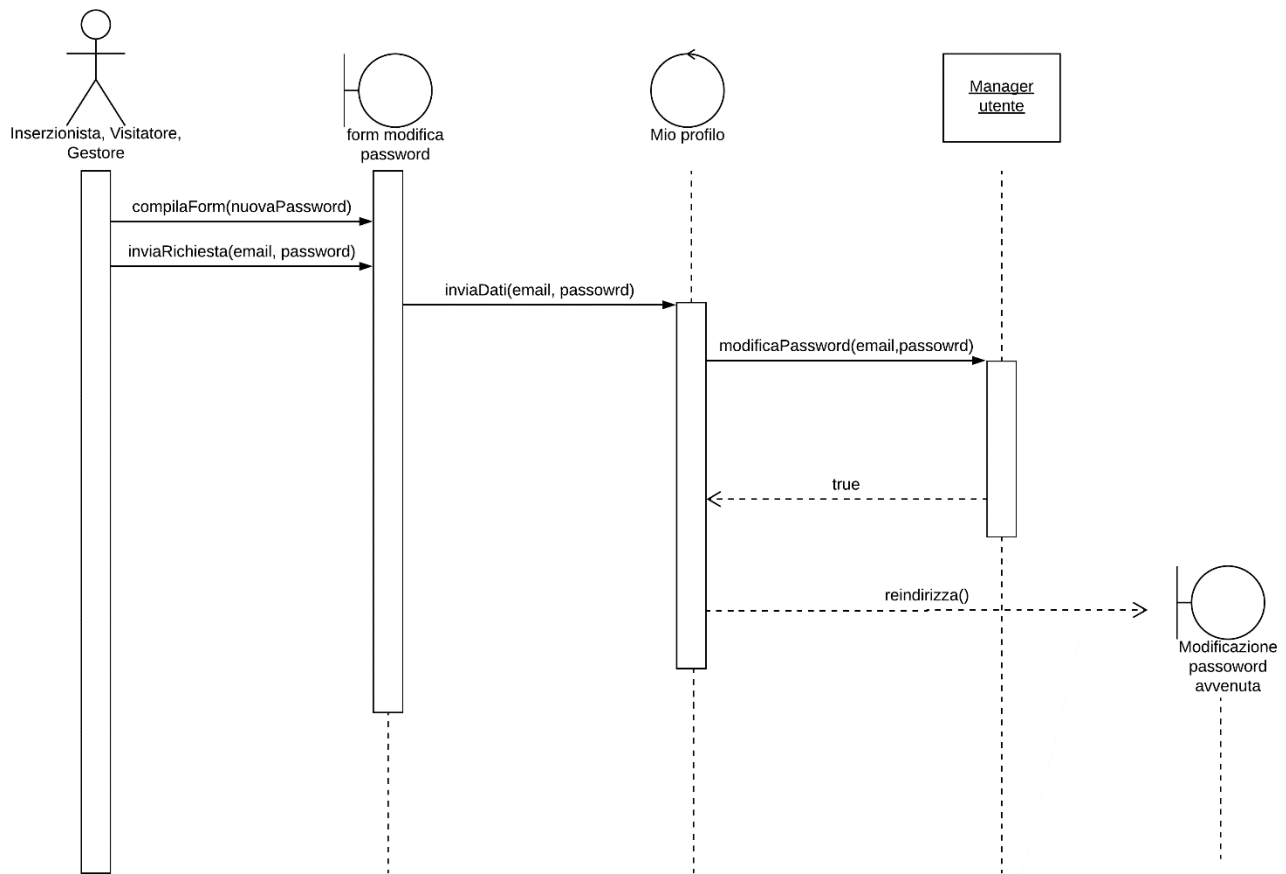 Inserzionista, Visitatore,
Gestore
form modifica
password
Mio profilo
Manager
utente
compilaForm(nuovaPassword)
inviaRichiesta(email, password)
inviaDati(email, passowrd)
modificaPassword(email,passowrd)
true
reindirizza()
Modificazione
passoword
avvenuta